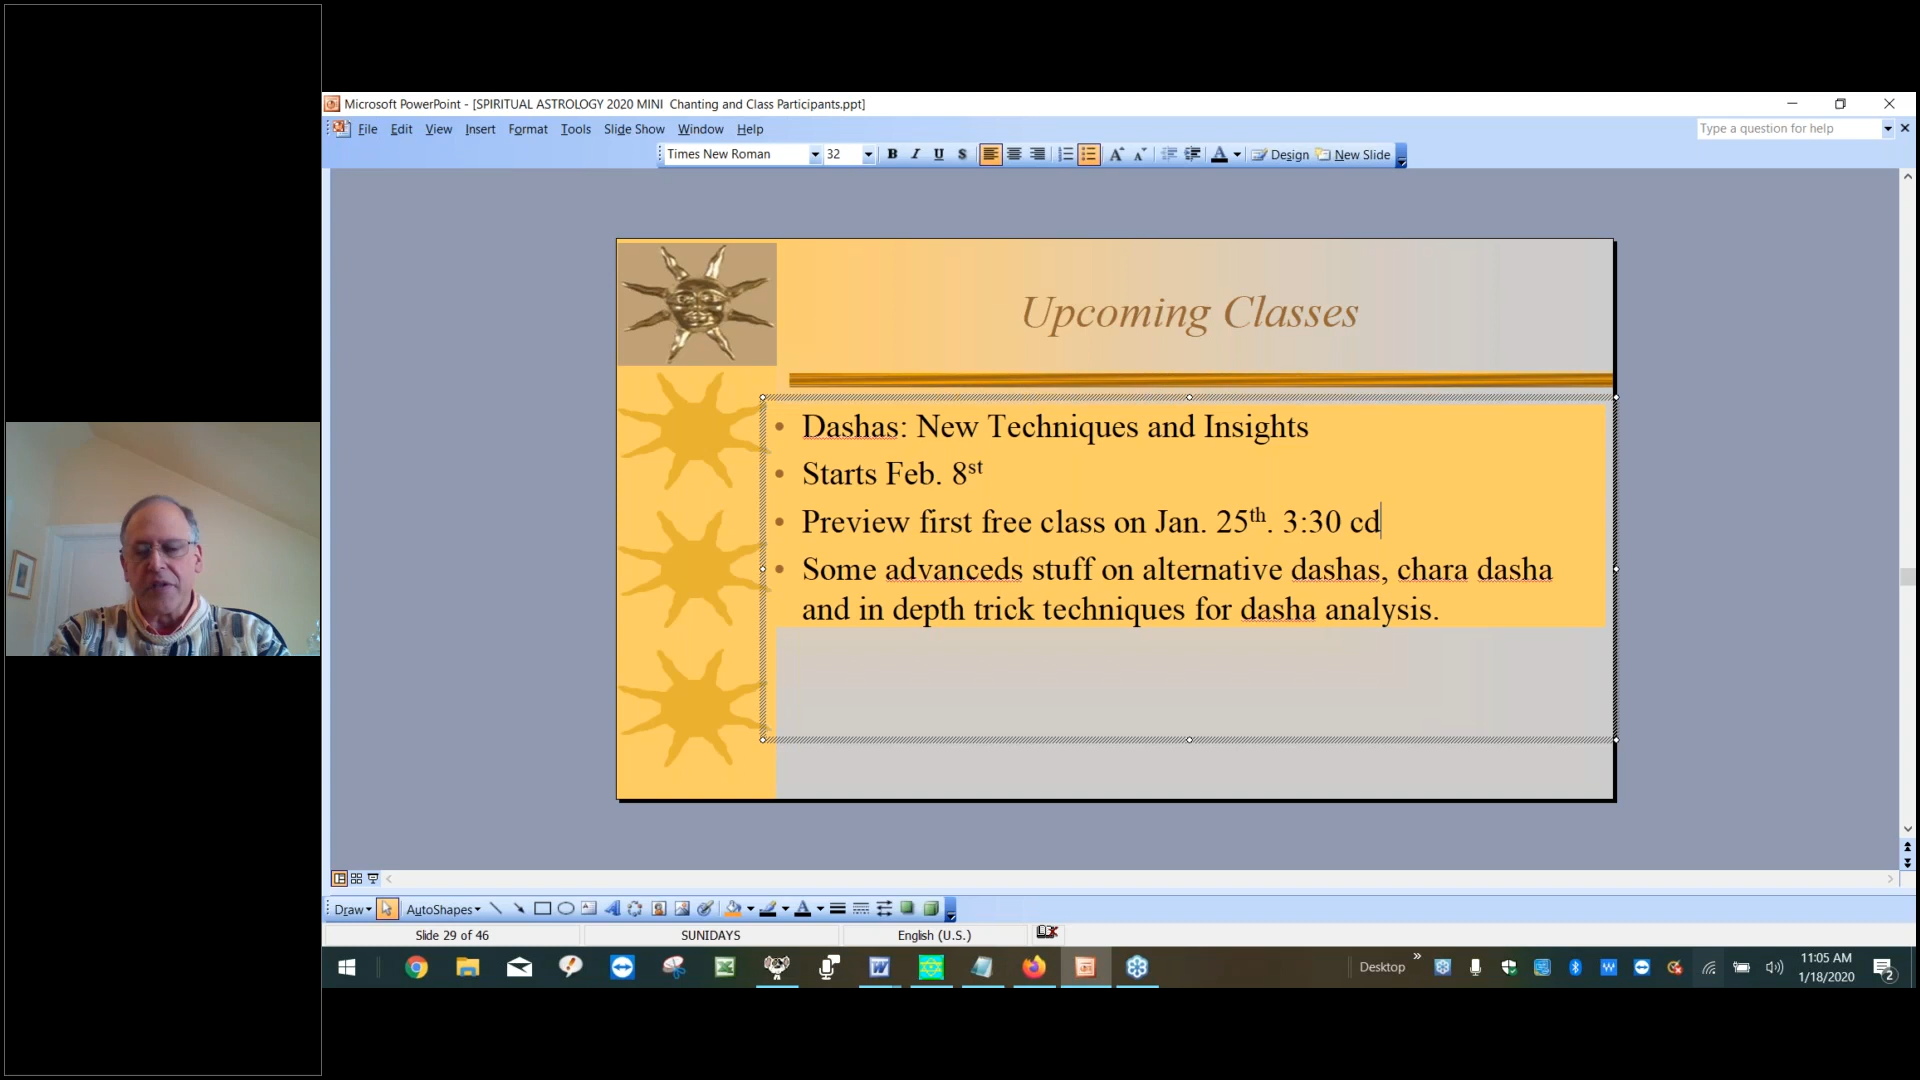 Microsoft PowerPoint - [SPIRITUAL ASTROLOGY 2020 MINI  Chanting and Class Participants.ppt]
File Edit View Insert Format Tools Slide Show Window Help
Type a question for help
Times New Roman 32 B I U S A A A Design New Slide
Upcoming Classes
• Dashas: New Techniques and Insights
• Starts Feb. 8st
• Preview first free class on Jan. 25th. 3:30 cd
• Some advanceds stuff on alternative dashas, chara dasha
and in depth trick techniques for dasha analysis.
Draw AutoShapes A
Slide 29 of 46 SUNIDAYS English (U.S.)
Desktop
11:05 AM
1/18/2020
2